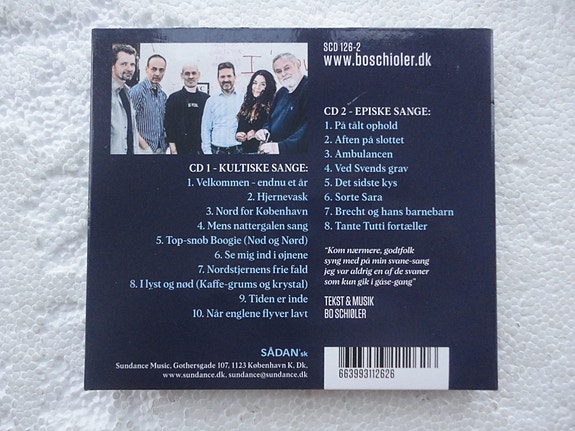 SCD 126-2
www.boschioler.dk
CD 1 - KULTISKE SANGE:
1. Velkommen - endnu et år
2. Hjernevask
3. Nord for København
4. Mens nattergalen sang
5. Top-snob Boogie (Nød og Nørd)
6. Se mig ind i øjnene
7. Nordstjernens frie fald
8. I lyst og nød (Kaffe-grums og krystal)
9. Tiden er inde
10. Når englene flyver lavt
CD 2 - EPISKE SANGE:
1. På tålt ophold
2. Aften på slottet
3. Ambulancen
4. Ved Svends grav
5. Det sidste kys
6. Sorte Sara
7. Brecht og hans barnebarn
8. Tante Tutti fortæller
"Kom nærmere, godtfolk
syng med på min svane-sang
jeg var aldrig en af de svaner
som kun gik i gåse-gang"
TEKST & MUSIK
BO SCHIØLER
SÅDAN'sk
Sundance Music, Gothersgade 107, 1123 København K, Dk.
www.sundance.dk, sundance@sundance.dk
663993112626